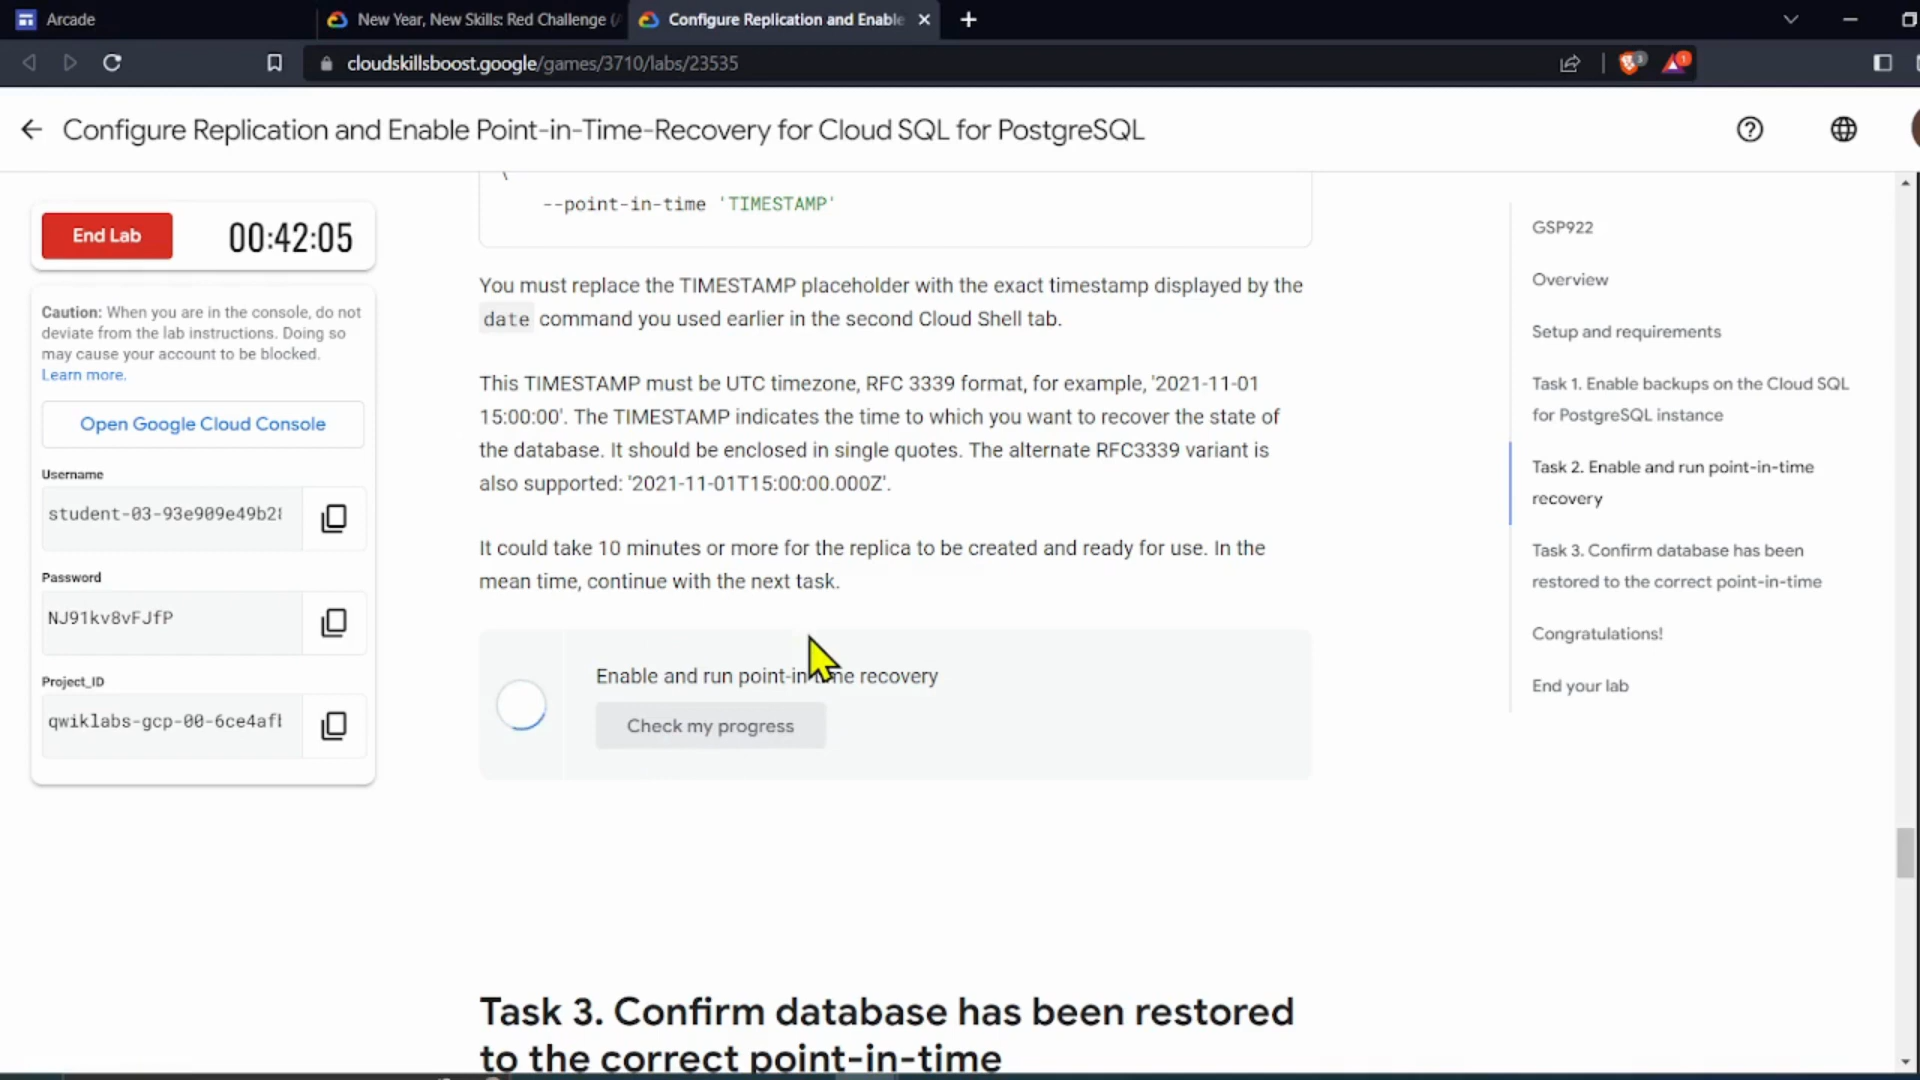 Arcade
New Year, New Skills: Red Challenge (
Configure Replication and Enable
cloudskillsboost.google/games/3710/labs/23535
3
1
Configure Replication and Enable Point-in-Time-Recovery for Cloud SQL for PostgreSQL
End Lab
00:42:05
Caution: When you are in the console, do not
deviate from the lab instructions. Doing so
may cause your account to be blocked.
Learn more.
Open Google Cloud Console
Username
student-03-93e909e49b2
Password
NJ91kv8vFJfP
Project_ID
qwiklabs-gcp-00-6ce4af
\
--point-in-time 'TIMESTAMP'
You must replace the TIMESTAMP placeholder with the exact timestamp displayed by the
date command you used earlier in the second Cloud Shell tab.
This TIMESTAMP must be UTC timezone, RFC 3339 format, for example, '2021-11-01
15:00:00'. The TIMESTAMP indicates the time to which you want to recover the state of
the database. It should be enclosed in single quotes. The alternate RFC3339 variant is
also supported: '2021-11-01T15:00:00.000Z'.
It could take 10 minutes or more for the replica to be created and ready for use. In the
mean time, continue with the next task.
Enable and run point-in-time recovery
Check my progress
Task 3. Confirm database has been restored
to the correct point-in-time
GSP922
Overview
Setup and requirements
Task 1. Enable backups on the Cloud SQL
for PostgreSQL instance
Task 2. Enable and run point-in-time
recovery
Task 3. Confirm database has been
restored to the correct point-in-time
Congratulations!
End your lab